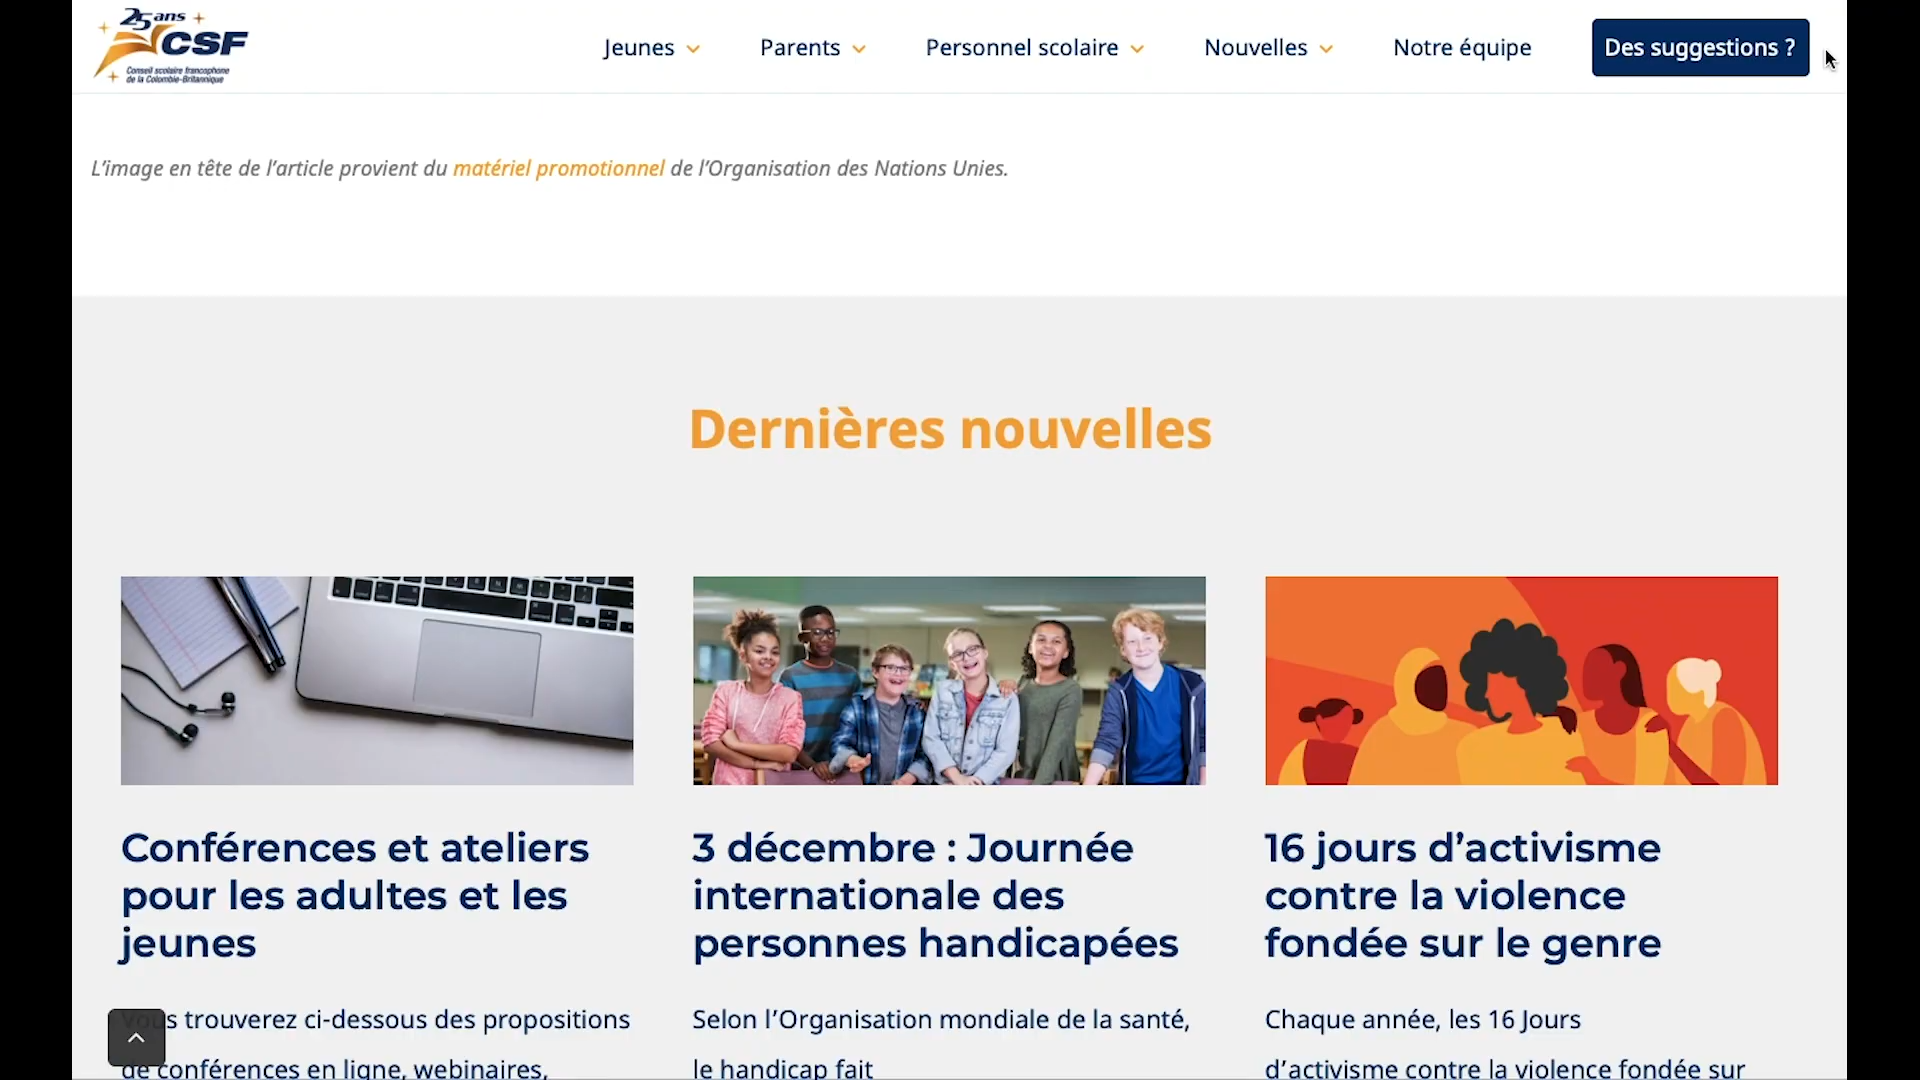 25 ans
CSF
Conseil scolaire francophone
de la Colombie-Britannique
Jeunes
Parents
Personnel scolaire
Nouvelles
Notre équipe
Des suggestions ?
L’image en tête de l’article provient du matériel promotionnel de l’Organisation des Nations Unies.
Dernières nouvelles
Conférences et ateliers
pour les adultes et les
jeunes
Vous trouverez ci-dessous des propositions
de conférences en ligne, webinaires,
3 décembre : Journée
internationale des
personnes handicapées
Selon l’Organisation mondiale de la santé,
le handicap fait
16 jours d’activisme
contre la violence
fondée sur le genre
Chaque année, les 16 Jours
d’activisme contre la violence fondée sur